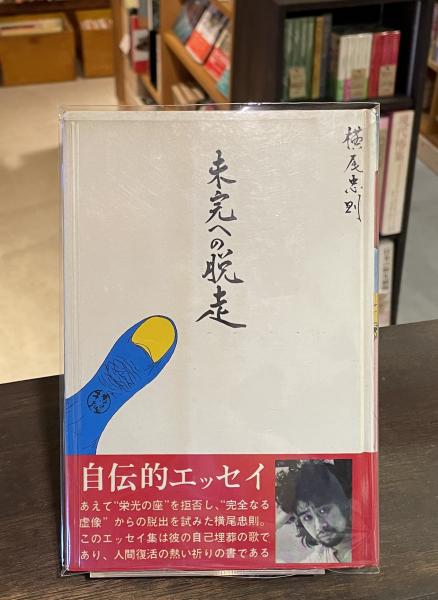 横尾忠則
未完への脱走
自伝的エッセイ
あえて“栄光の座”を拒否し、“完全なる
虚像”からの脱出を試みた横尾忠則。
このエッセイ集は彼の自己埋葬の歌で
あり、人間復活の熱い祈りの書である